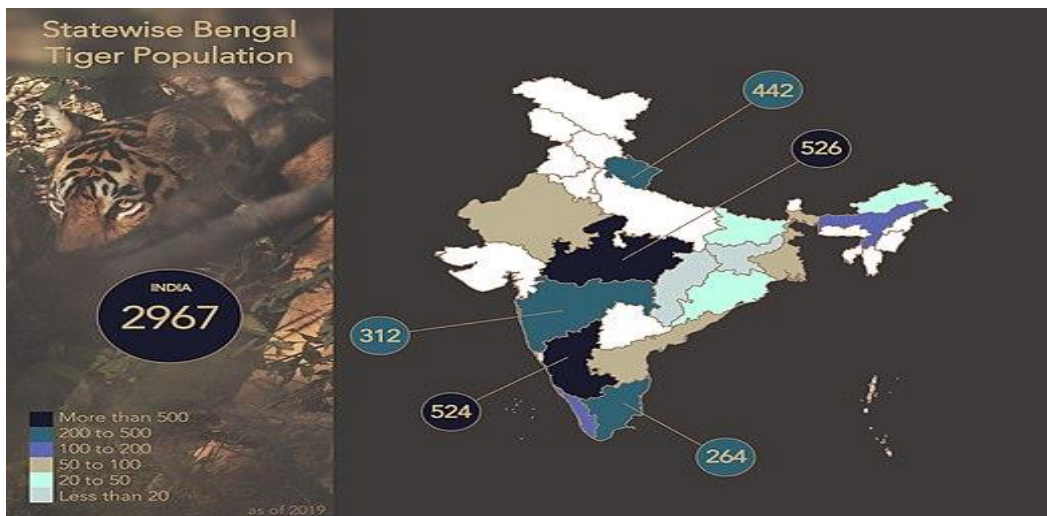 Statewise Bengal
Tiger Population
442
526
INDIA
2967
312
524
264
More than 500
200 to 500
100 to 200
50 to 100
20 to 50
Less than 20
as of 2019